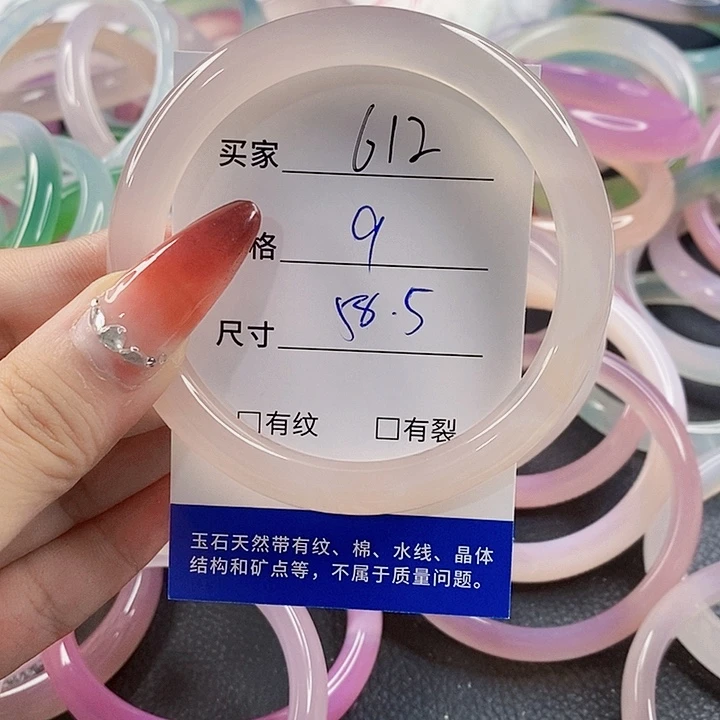 买家 612
格 9
尺寸 58.5
□有纹 □有裂
玉石天然带有纹、棉、水线、晶体
结构和矿点等，不属于质量问题。